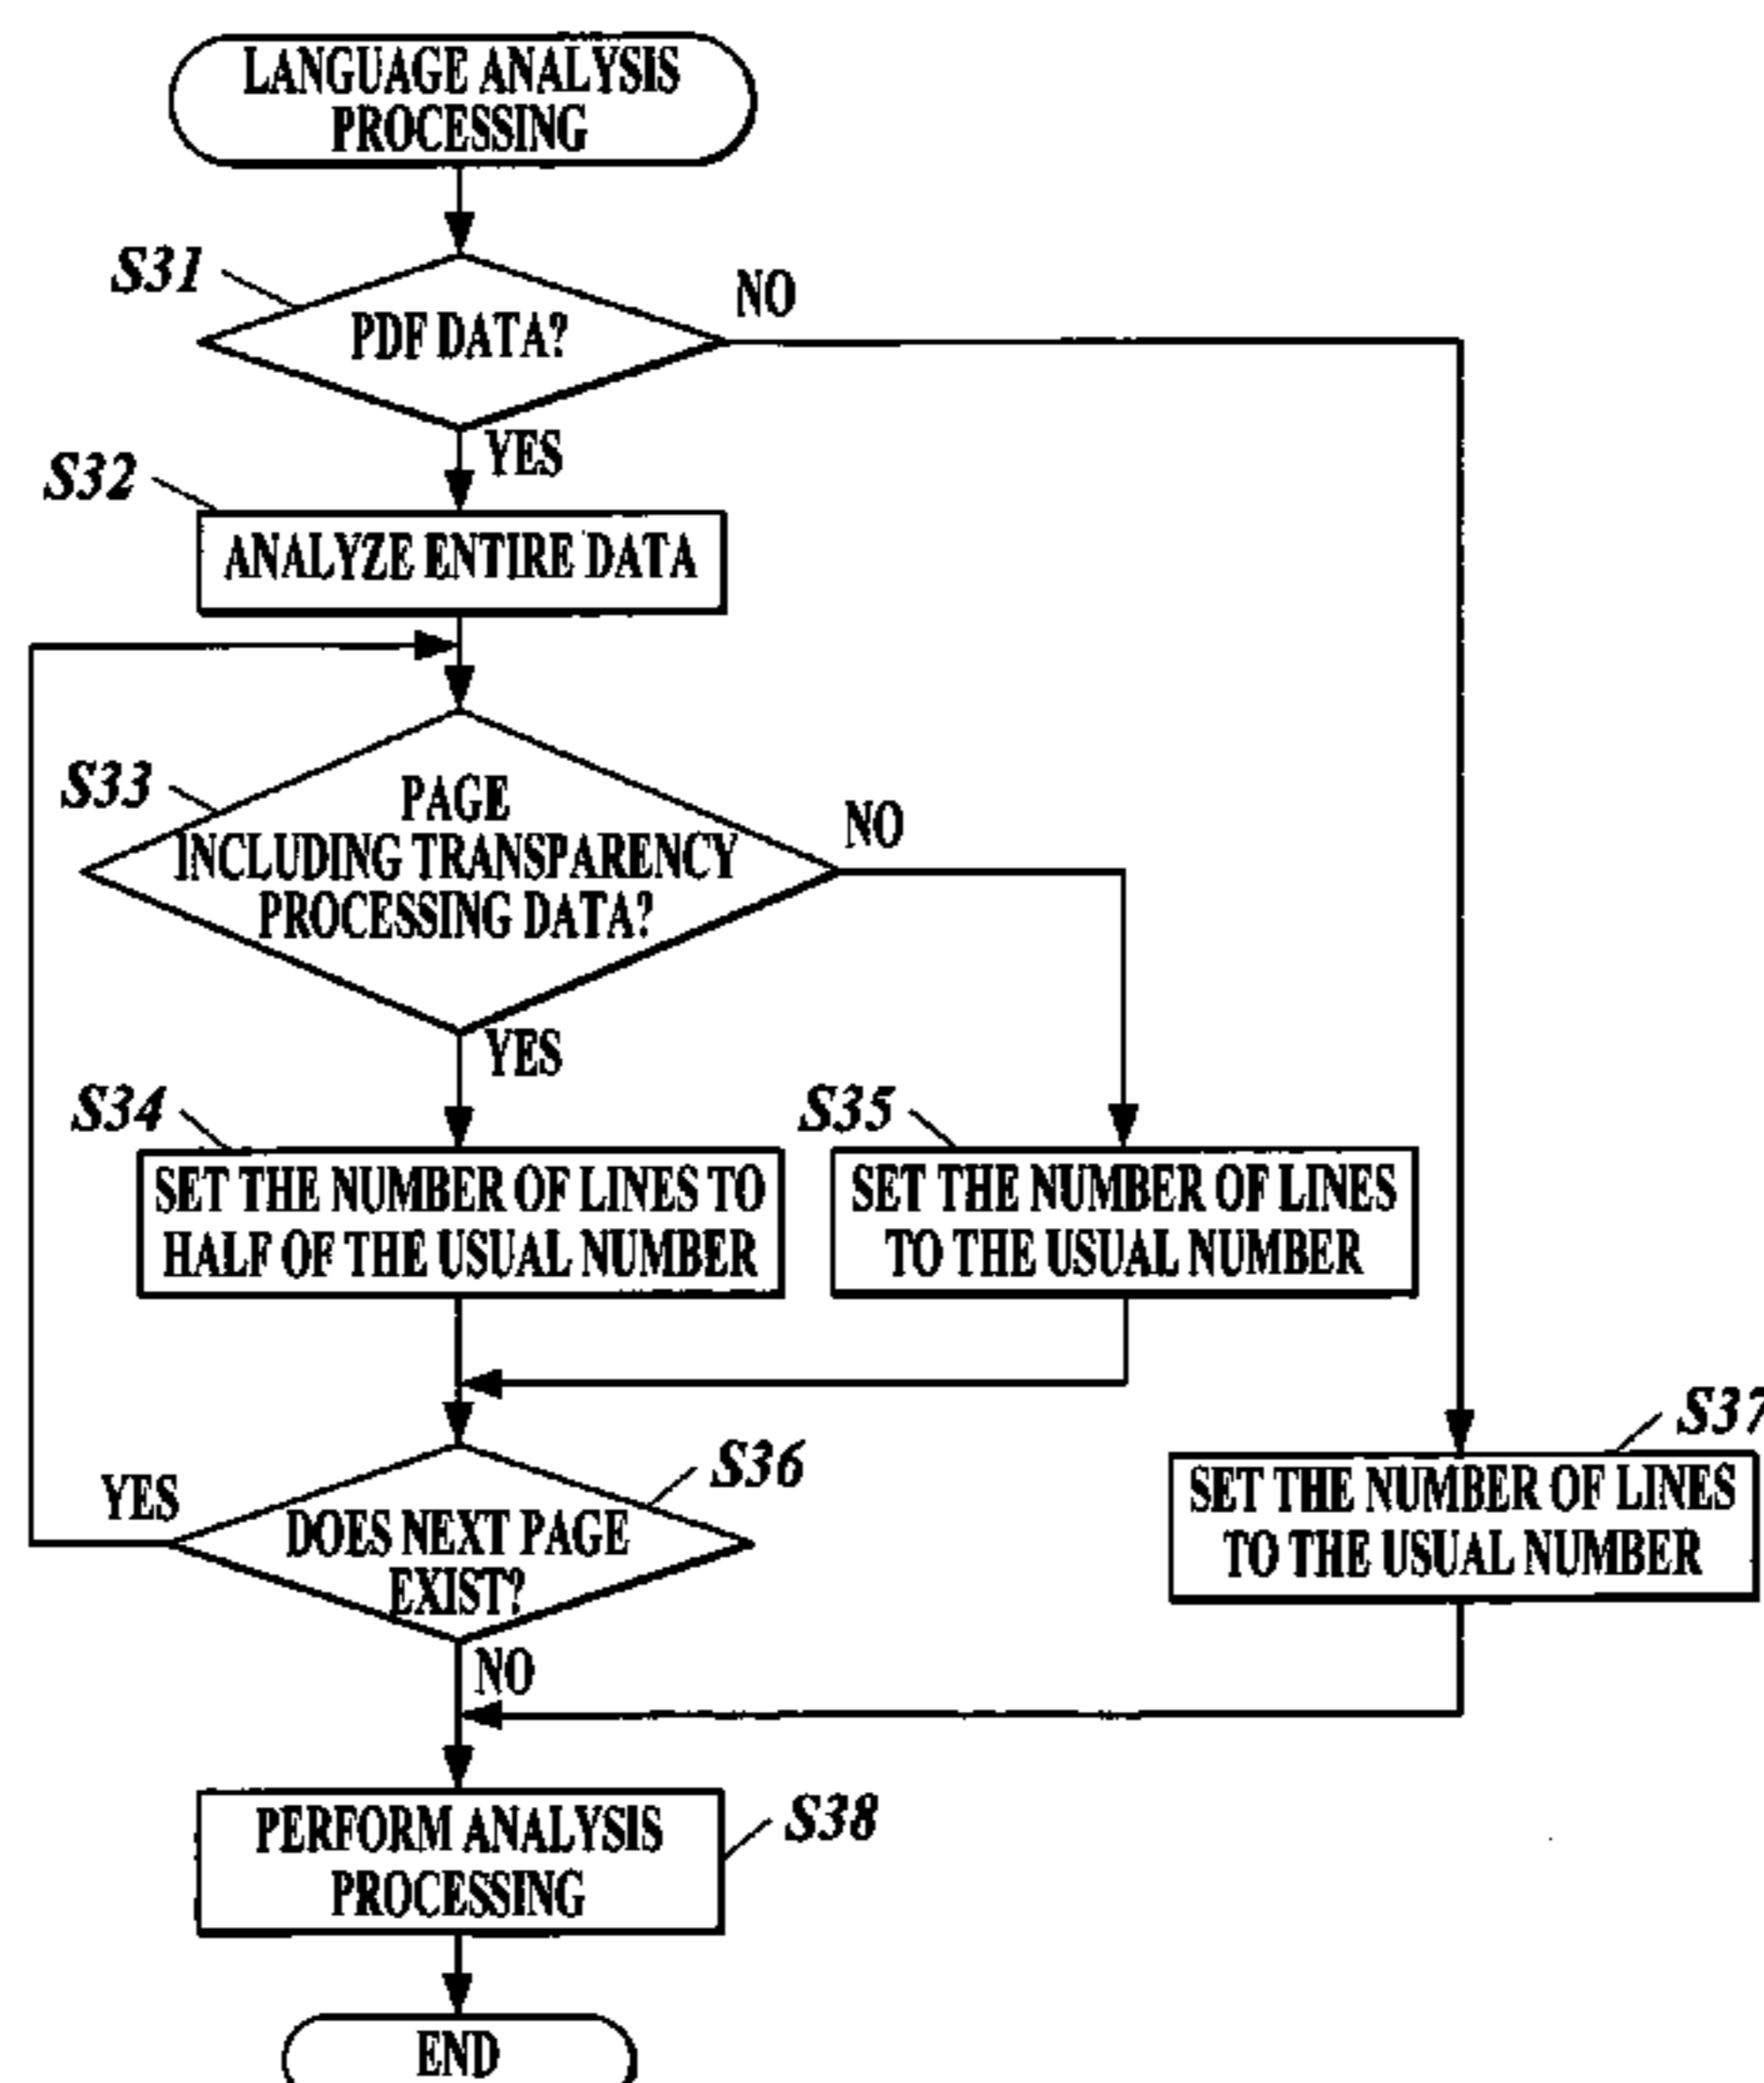 LANGUAGE ANALYSIS
PROCESSING
S31
PDF DATA?
NO
YES
S32
ANALYZE ENTIRE DATA
S33
PAGE
INCLUDING TRANSPARENCY
PROCESSING DATA?
NO
YES
S34
SET THE NUMBER OF LINES TO
HALF OF THE USUAL NUMBER
S35
SET THE NUMBER OF LINES
TO THE USUAL NUMBER
S36
DOES NEXT PAGE
EXIST?
YES
NO
S37
SET THE NUMBER OF LINES
TO THE USUAL NUMBER
S38
PERFORM ANALYSIS
PROCESSING
END